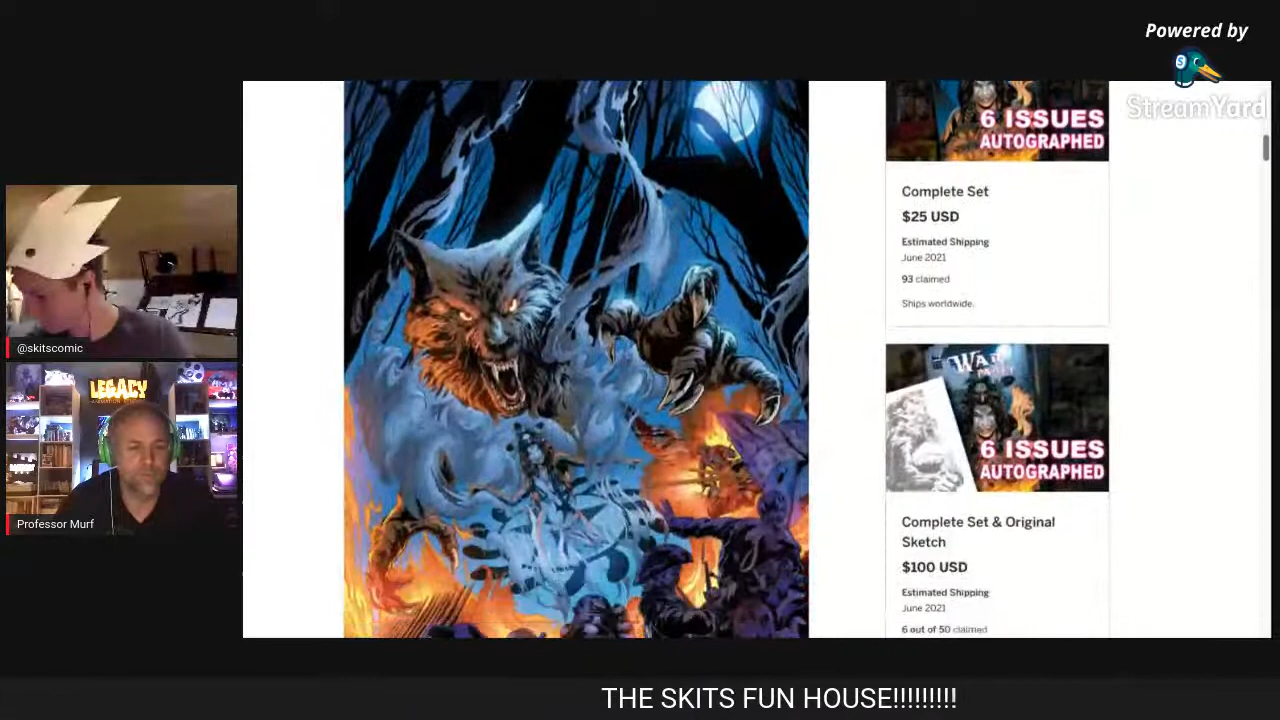 Powered by
StreamYard
6 ISSUES
AUTOGRAPHED
Complete Set
$25 USD
Estimated Shipping
June 2021
93 claimed
Ships worldwide.
WAR
6 ISSUES
AUTOGRAPHED
Complete Set & Original
Sketch
$100 USD
Estimated Shipping
June 2021
6 out of 50 claimed
@skitscomic
LEGACY
Professor Murf
THE SKITS FUN HOUSE!!!!!!!!!